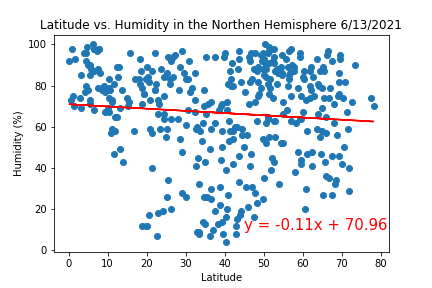 Latitude vs. Humidity in the Northen Hemisphere 6/13/2021
100
80
60
40
20
0
Humidity (%)
y = -0.11x + 70.96
0 10 20 30 40 50 60 70 80
Latitude